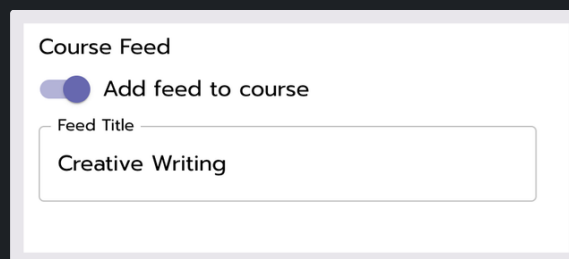 Course Feed
Add feed to course
Feed Title
Creative Writing